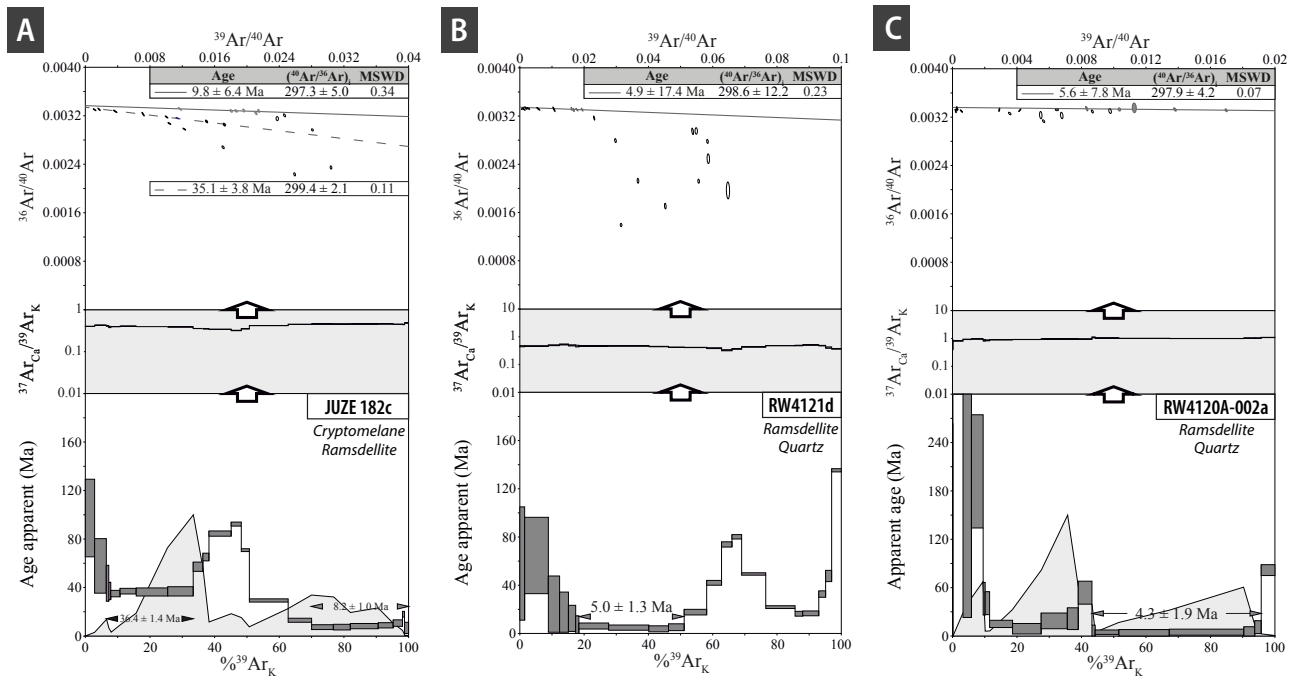 A
³⁹Ar/⁴⁰Ar
0 0.008 0.016 0.024 0.032 0.04
0.0040
0.0032
0.0024
0.0016
0.0008
³⁶Ar/⁴⁰Ar
Age (⁴⁰Ar/³⁶Ar)ᵢ MSWD
9.8 ± 6.4 Ma 297.3 ± 5.0 0.34
35.1 ± 3.8 Ma 299.4 ± 2.1 0.11
1
0.1
0.01
³⁷Ar_Ca/³⁹Ar_K
JUZE 182c
Cryptomelane
Ramsdellite
Age apparent (Ma)
160
120
80
40
0
36.4 ± 1.4 Ma
8.2 ± 1.0 Ma
0 20 40 60 80 100
%³⁹Ar_K
B
³⁹Ar/⁴⁰Ar
0 0.02 0.04 0.06 0.08 0.1
0.0040
0.0032
0.0024
0.0016
0.0008
³⁶Ar/⁴⁰Ar
Age (⁴⁰Ar/³⁶Ar)ᵢ MSWD
4.9 ± 17.4 Ma 298.6 ± 12.2 0.23
10
1
0.1
0.01
³⁷Ar_Ca/³⁹Ar_K
RW4121d
Ramsdellite
Quartz
Age apparent (Ma)
160
120
80
40
0
5.0 ± 1.3 Ma
0 20 40 60 80 100
%³⁹Ar_K
C
³⁹Ar/⁴⁰Ar
0 0.004 0.008 0.012 0.016 0.02
0.0040
0.0032
0.0024
0.0016
0.0008
³⁶Ar/⁴⁰Ar
Age (⁴⁰Ar/³⁶Ar)ᵢ MSWD
5.6 ± 7.8 Ma 297.9 ± 4.2 0.07
10
1
0.1
0.01
³⁷Ar_Ca/³⁹Ar_K
RW4120A-002a
Ramsdellite
Quartz
Apparent age (Ma)
240
180
120
60
0
4.3 ± 1.9 Ma
0 20 40 60 80 100
%³⁹Ar_K